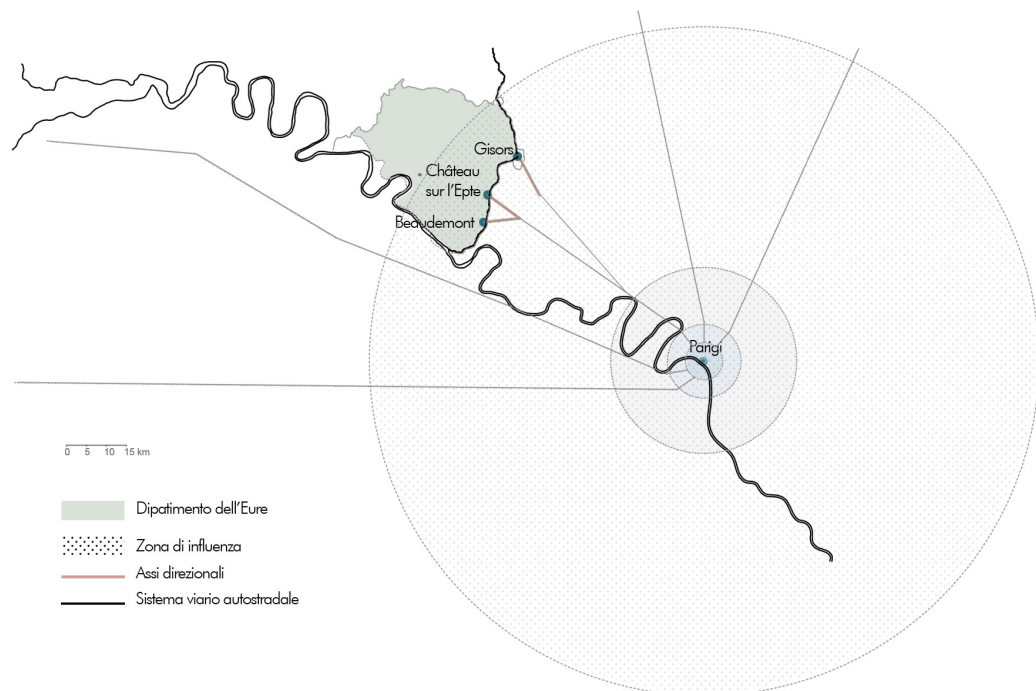 Gisors
Château
sur l'Epte
Beaudemont
Parigi
0 5 10 15 km
Dipatimento dell'Eure
Zona di influenza
Assi direzionali
Sistema viario autostradale